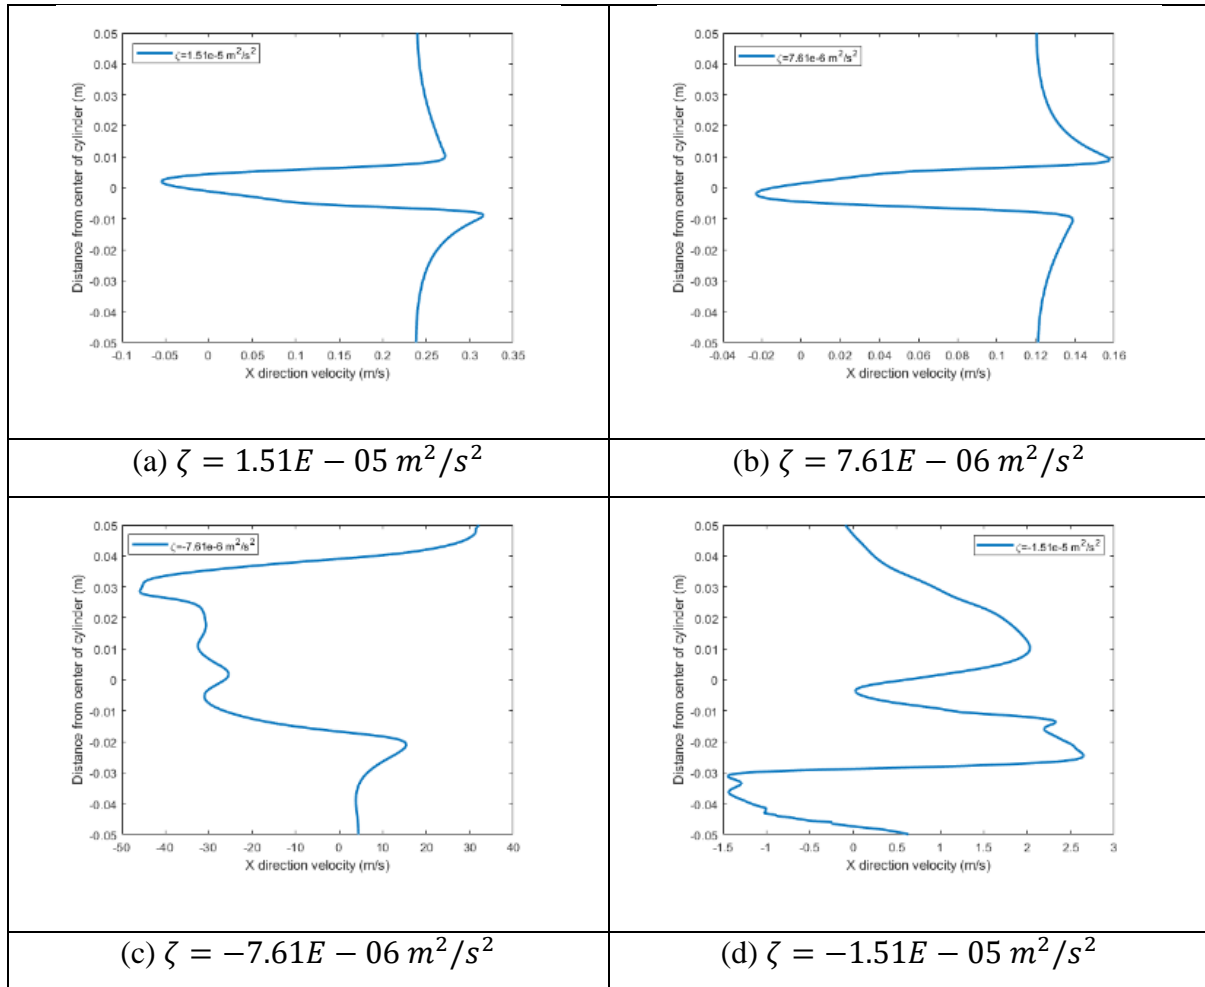 ζ=1.51e-5 m²/s²
Distance from center of cylinder (m)
0.05
0.04
0.03
0.02
0.01
0
-0.01
-0.02
-0.03
-0.04
-0.05
-0.1 -0.05 0 0.05 0.1 0.15 0.2 0.25 0.3 0.35
X direction velocity (m/s)
ζ=7.61e-6 m²/s²
Distance from center of cylinder (m)
0.05
0.04
0.03
0.02
0.01
0
-0.01
-0.02
-0.03
-0.04
-0.05
-0.04 -0.02 0 0.02 0.04 0.06 0.08 0.1 0.12 0.14 0.16
X direction velocity (m/s)
(a) ζ = 1.51E − 05 m²/s²
(b) ζ = 7.61E − 06 m²/s²
ζ=-7.61e-6 m²/s²
Distance from center of cylinder (m)
0.05
0.04
0.03
0.02
0.01
0
-0.01
-0.02
-0.03
-0.04
-0.05
-50 -40 -30 -20 -10 0 10 20 30 40
X direction velocity (m/s)
ζ=-1.51e-5 m²/s²
Distance from center of cylinder (m)
0.05
0.04
0.03
0.02
0.01
0
-0.01
-0.02
-0.03
-0.04
-0.05
-1.5 -1 -0.5 0 0.5 1 1.5 2 2.5 3
X direction velocity (m/s)
(c) ζ = −7.61E − 06 m²/s²
(d) ζ = −1.51E − 05 m²/s²